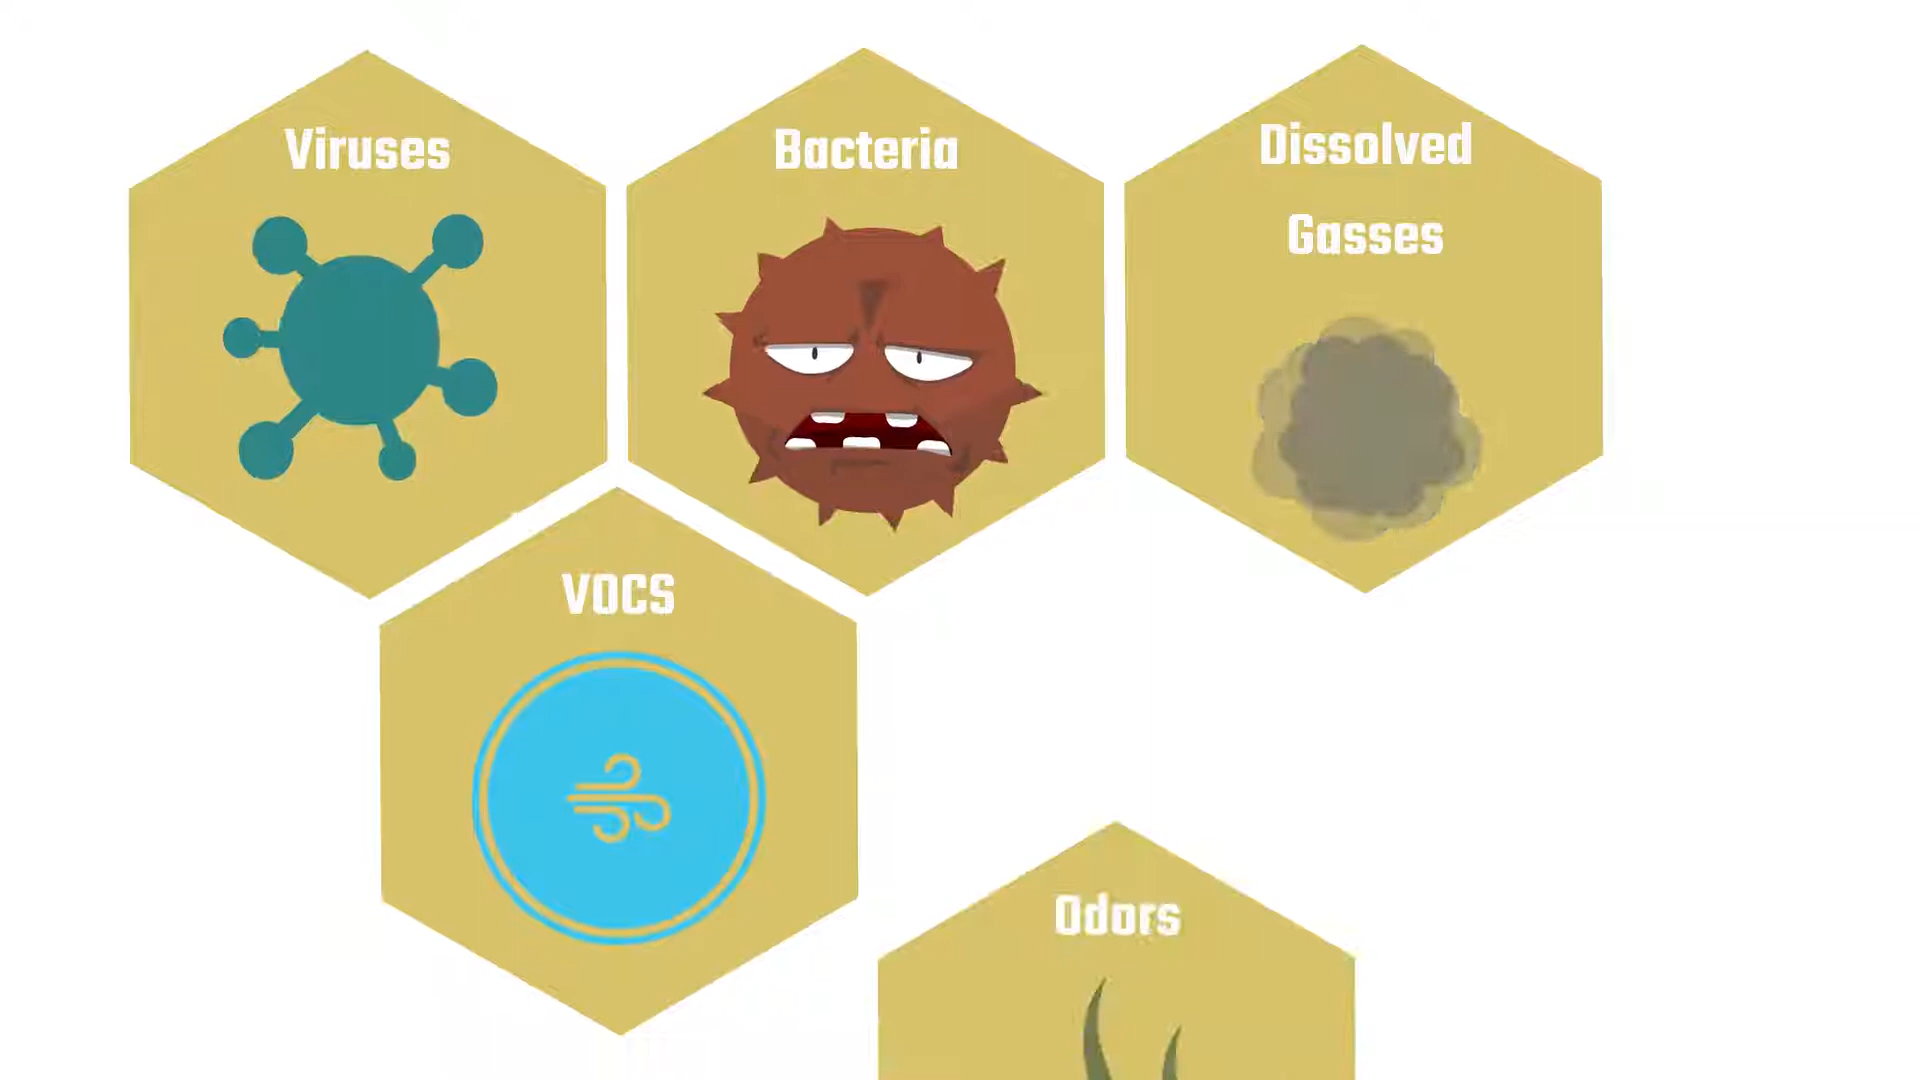 Viruses
Bacteria
Dissolved
Gasses
VOCS
Odors